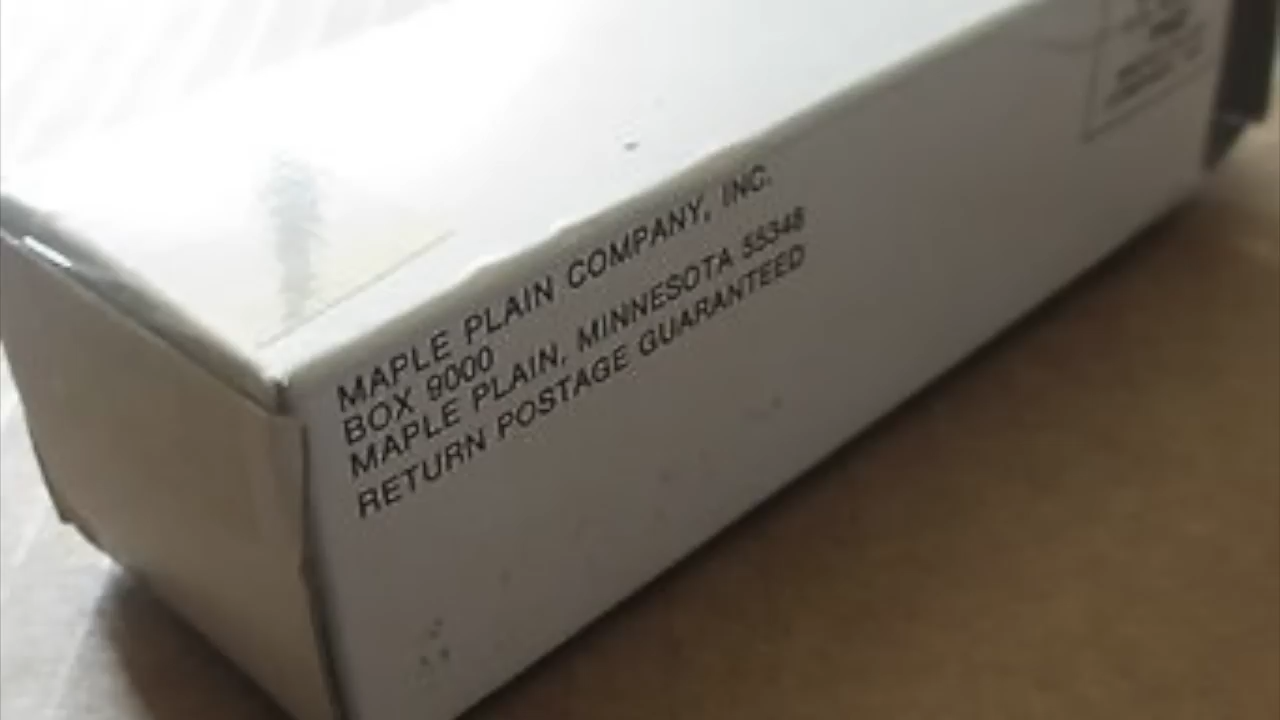 MAPLE PLAIN COMPANY, INC.
BOX 9000
MAPLE PLAIN, MINNESOTA 55348
RETURN POSTAGE GUARANTEED